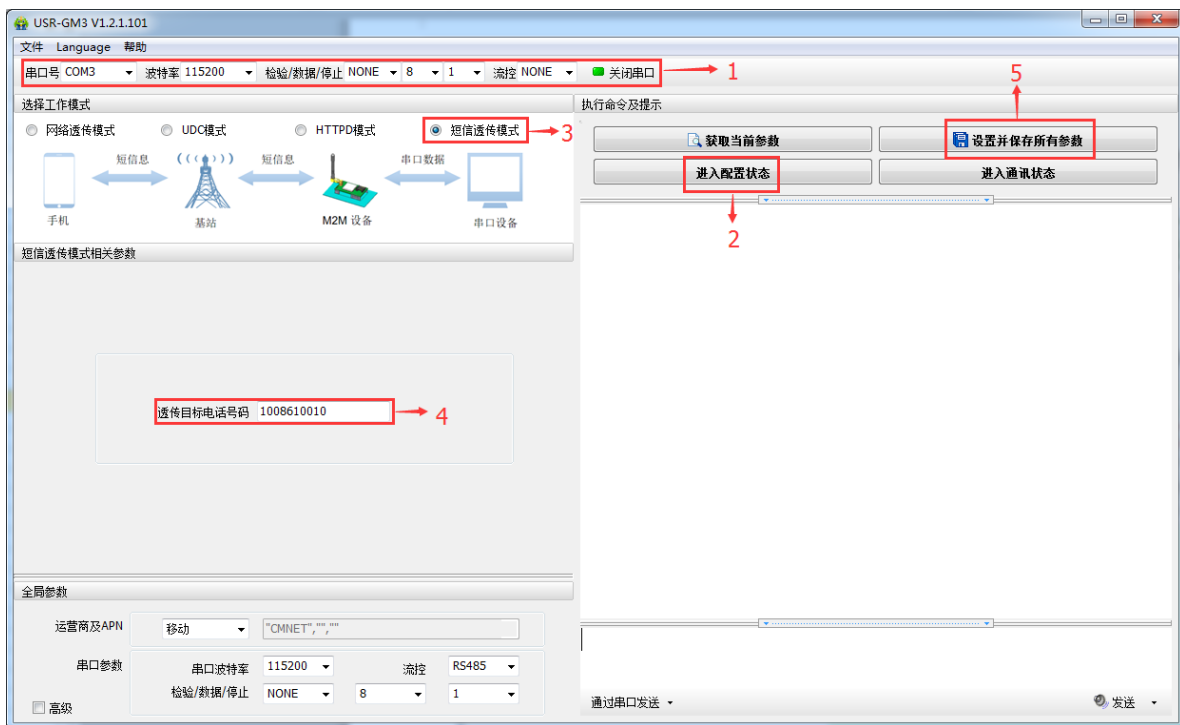 USR-GM3 V1.2.1.101
文件 Language 帮助
串口号 COM3 波特率 115200 检验/数据/停止 NONE 8 1 流控 NONE 关闭串口 1
5
选择工作模式
执行命令及提示
网络透传模式 UDC模式 HTTPD模式 短信透传模式 3
获取当前参数 设置并保存所有参数
短信息 短信息 串口数据
进入配置状态 进入通讯状态
手机 基站 M2M 设备 串口设备
2
短信透传模式相关参数
透传目标电话号码 1008610010 4
全局参数
运营商及APN 移动 "CMNET","",""
串口参数 串口波特率 115200 流控 RS485
检验/数据/停止 NONE 8 1
高级
通过串口发送 发送